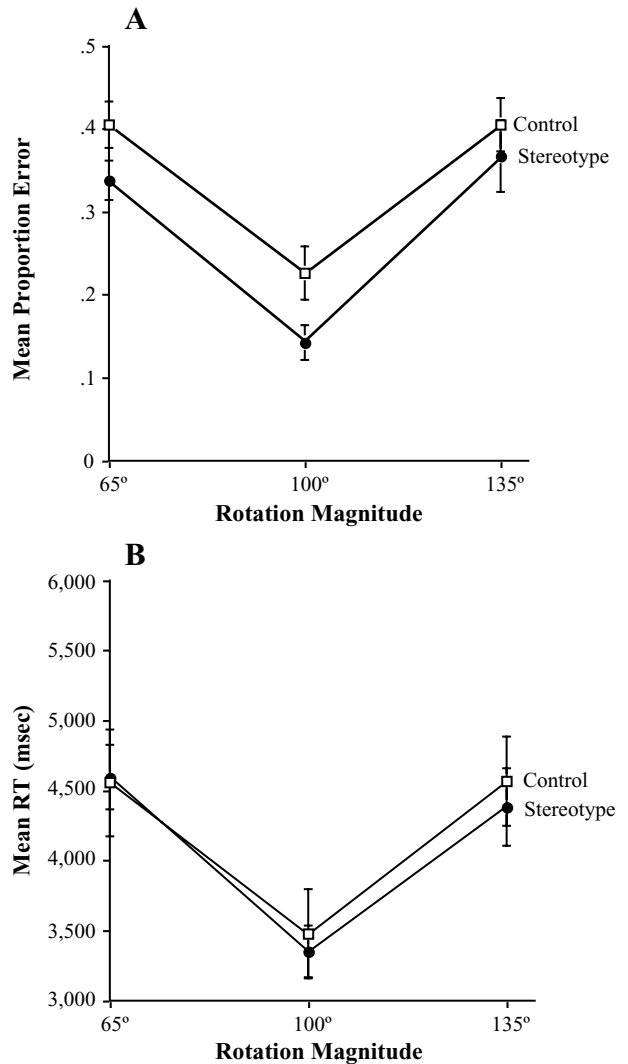 A
.5
.4
.3
.2
.1
0
Mean Proportion Error
Control
Stereotype
65º
100º
135º
Rotation Magnitude
B
6,000
5,500
5,000
4,500
4,000
3,500
3,000
Mean RT (msec)
Control
Stereotype
65º
100º
135º
Rotation Magnitude